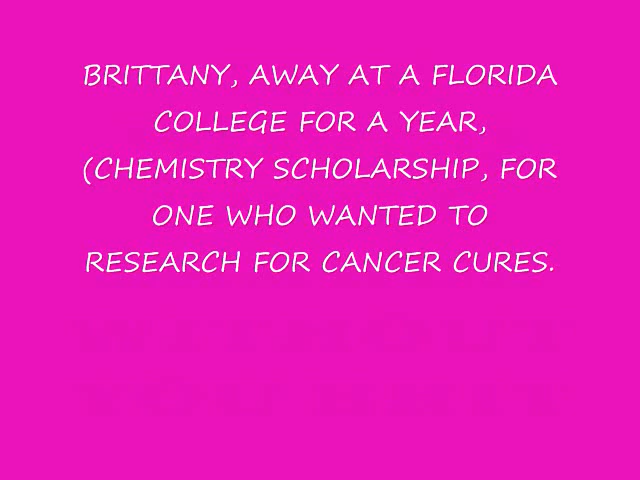 BRITTANY, AWAY AT A FLORIDA
COLLEGE FOR A YEAR,
(CHEMISTRY SCHOLARSHIP, FOR
ONE WHO WANTED TO
RESEARCH FOR CANCER CURES.